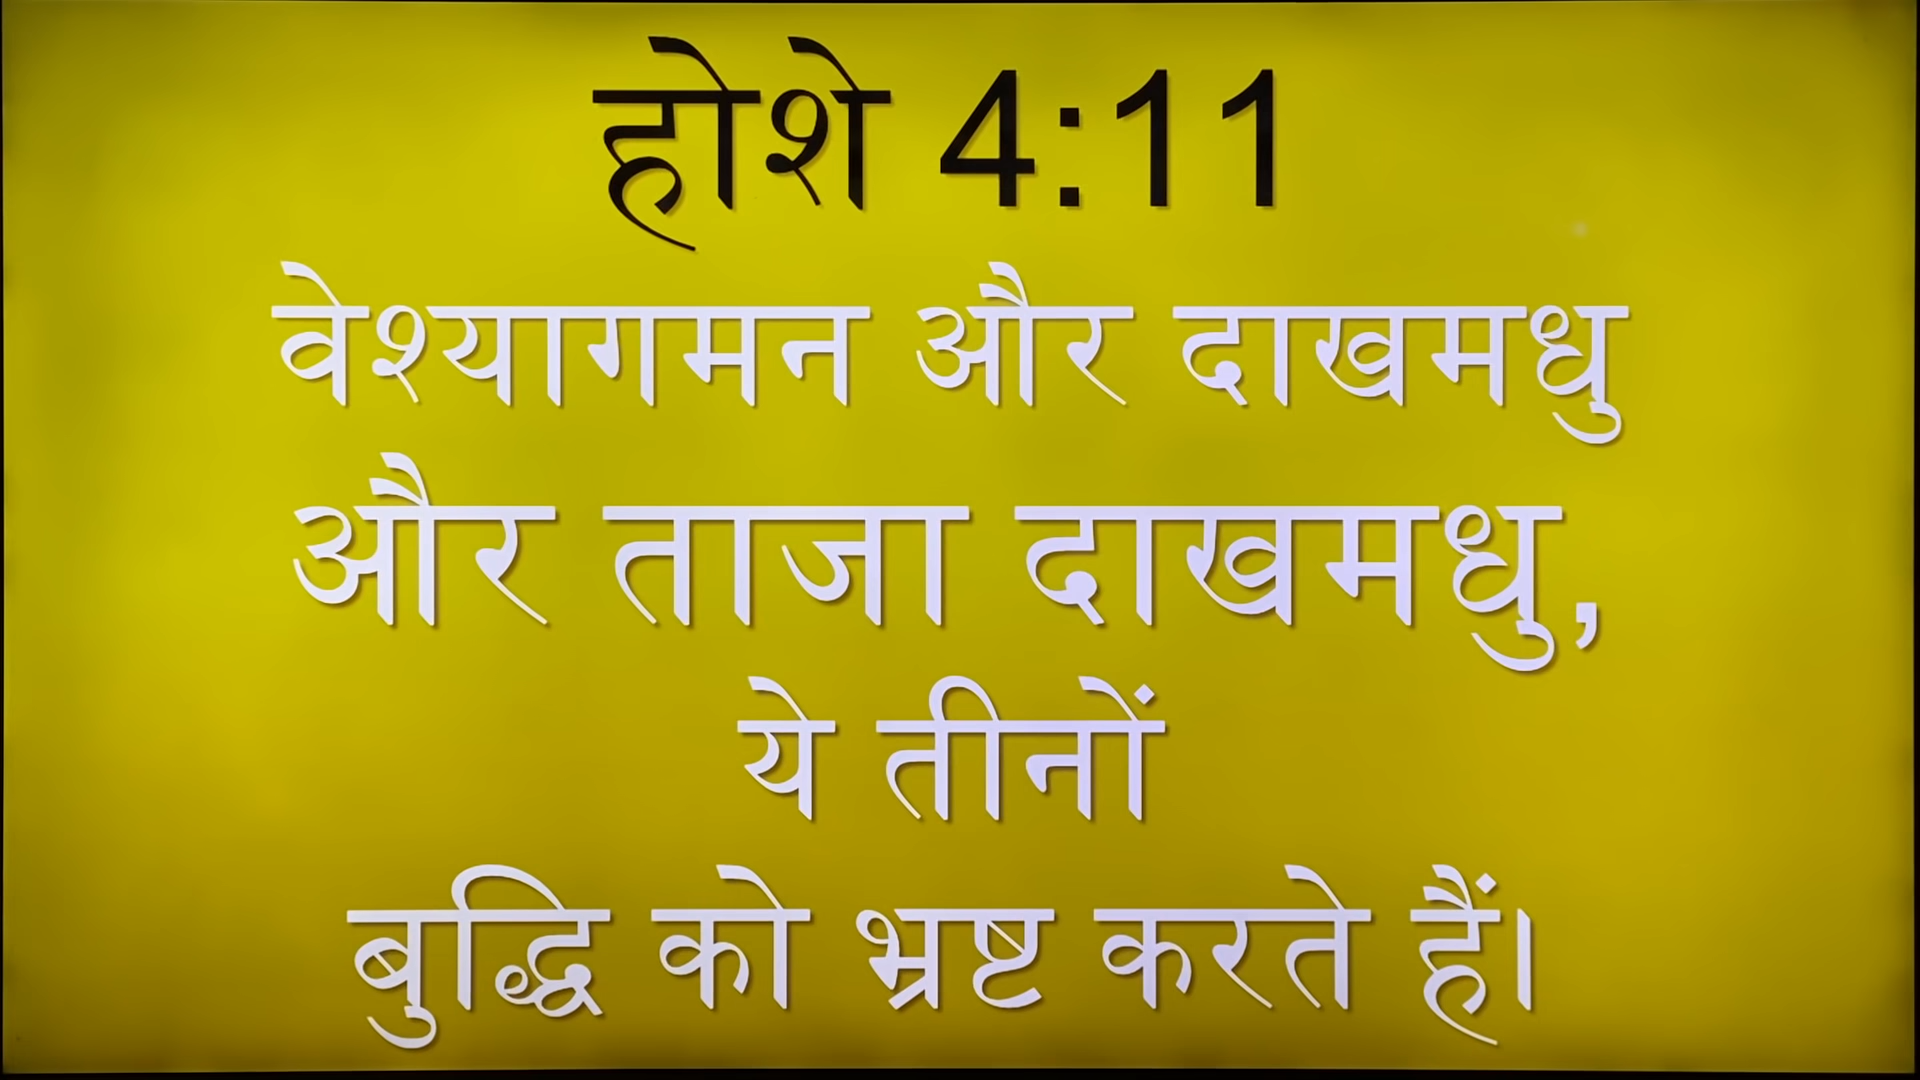 होशे 4:11
वेश्यागमन और दाखमधु
और ताजा दाखमधु,
ये तीनों
बुद्धि को भ्रष्ट करते हैं।